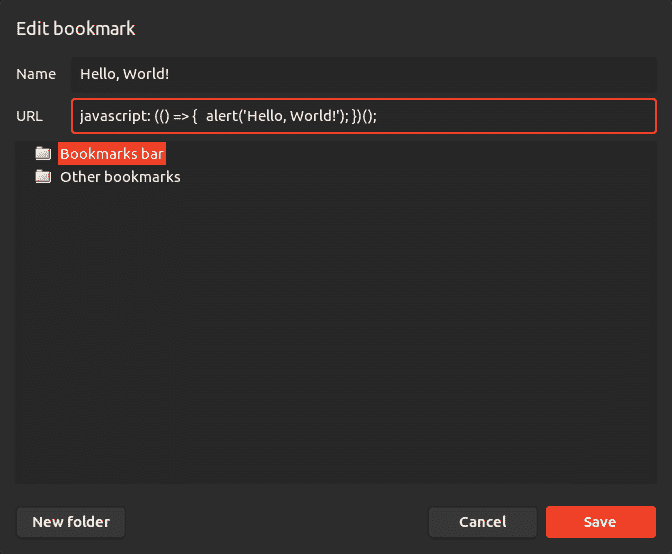 Edit bookmark
Name Hello, World!
URL javascript: (() => {  alert('Hello, World!'); })();
Bookmarks bar
Other bookmarks
New folder Cancel Save